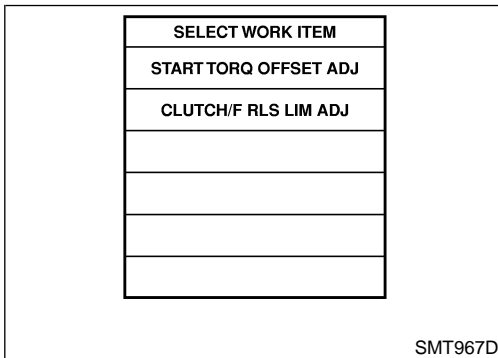 SELECT WORK ITEM
START TORQ OFFSET ADJ
CLUTCH/F RLS LIM ADJ
SMT967D